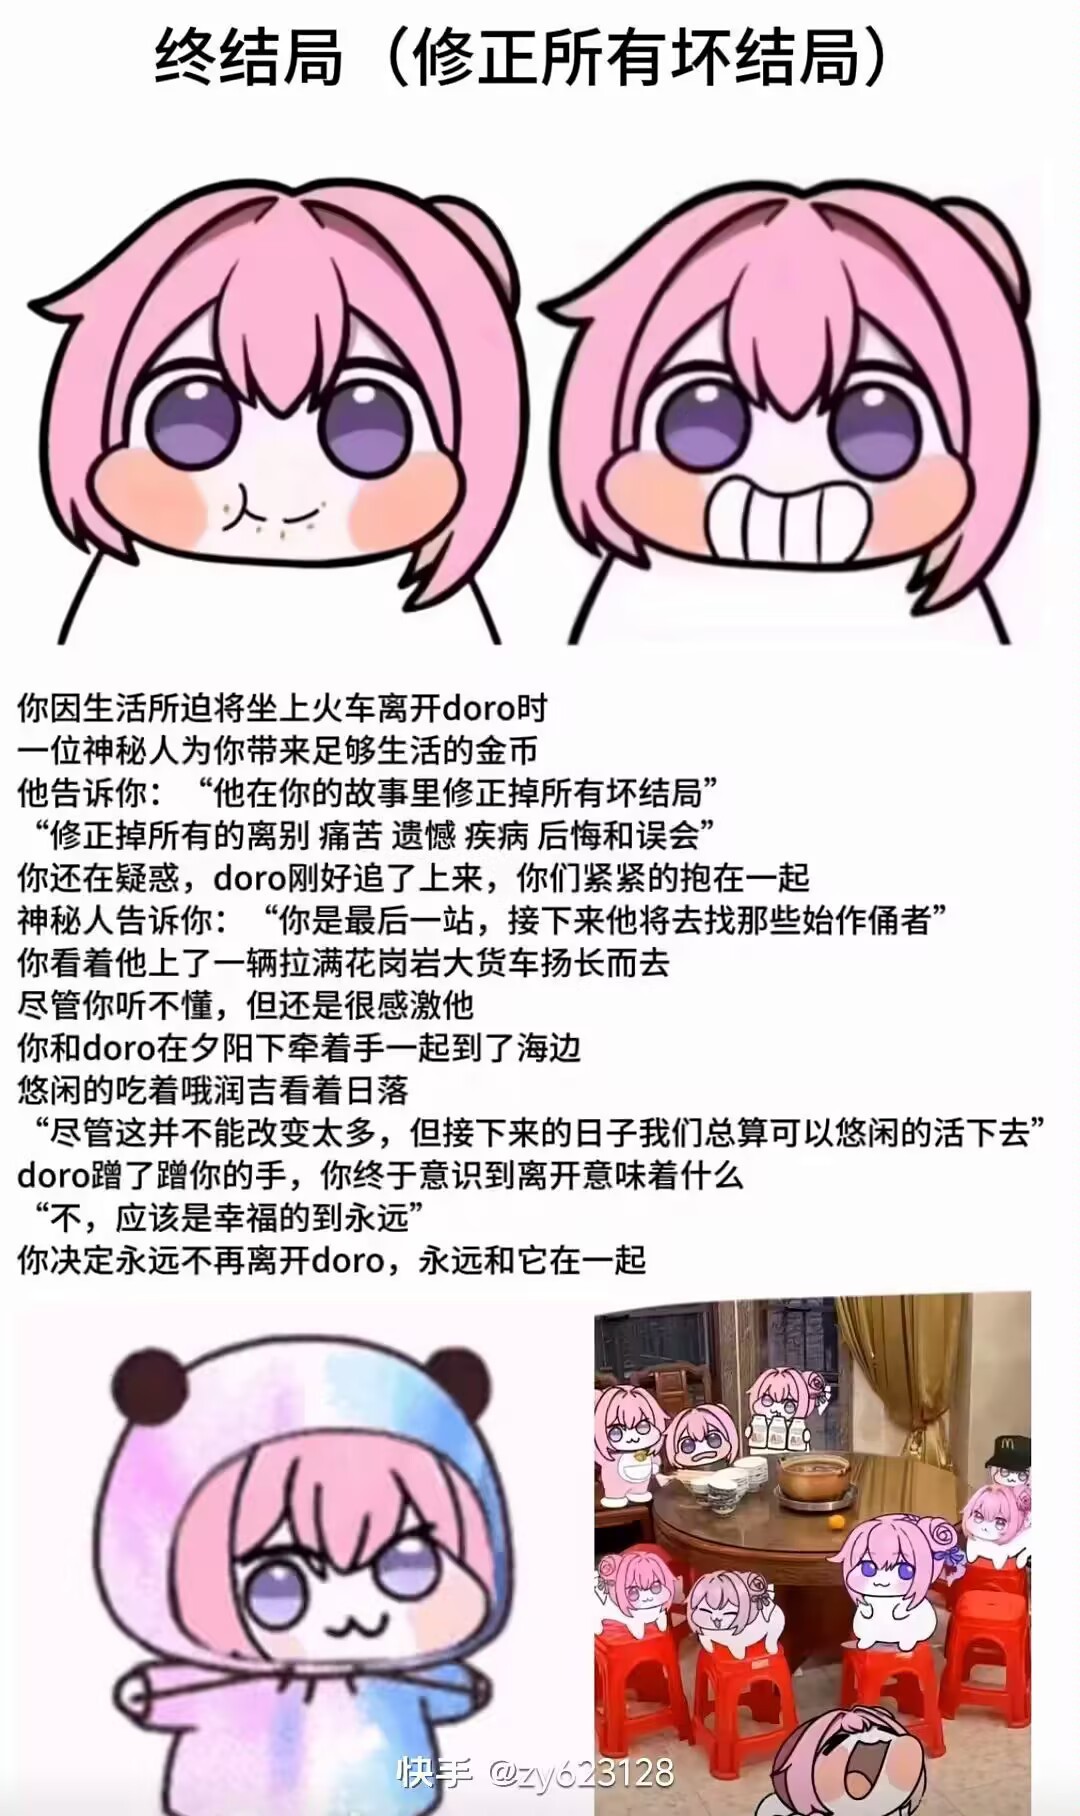 终结局（修正所有坏结局）
你因生活所迫将坐上火车离开doro时
一位神秘人为你带来足够生活的金币
他告诉你：“他在你的故事里修正掉所有坏结局”
“修正掉所有的离别 痛苦 遗憾 疾病 后悔和误会”
你还在疑惑，doro刚好追了上来，你们紧紧的抱在一起
神秘人告诉你：“你是最后一站，接下来他将去找那些始作俑者”
你看着他上了一辆拉满花岗岩大货车扬长而去
尽管你听不懂，但还是很感激他
你和doro在夕阳下牵着手一起到了海边
悠闲的吃着哦润吉看着日落
“尽管这并不能改变太多，但接下来的日子我们总算可以悠闲的活下去”
doro蹭了蹭你的手，你终于意识到离开意味着什么
“不，应该是幸福的到永远”
你决定永远不再离开doro，永远和它在一起
快手 @zy623128